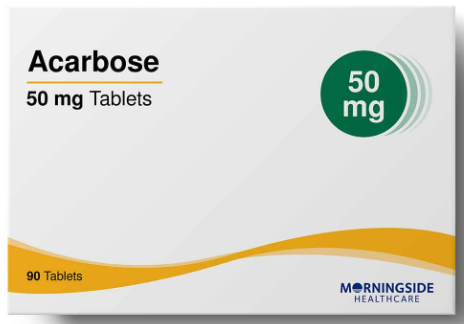 Acarbose
50 mg Tablets
50
mg
90 Tablets
MORNINGSIDE
HEALTHCARE